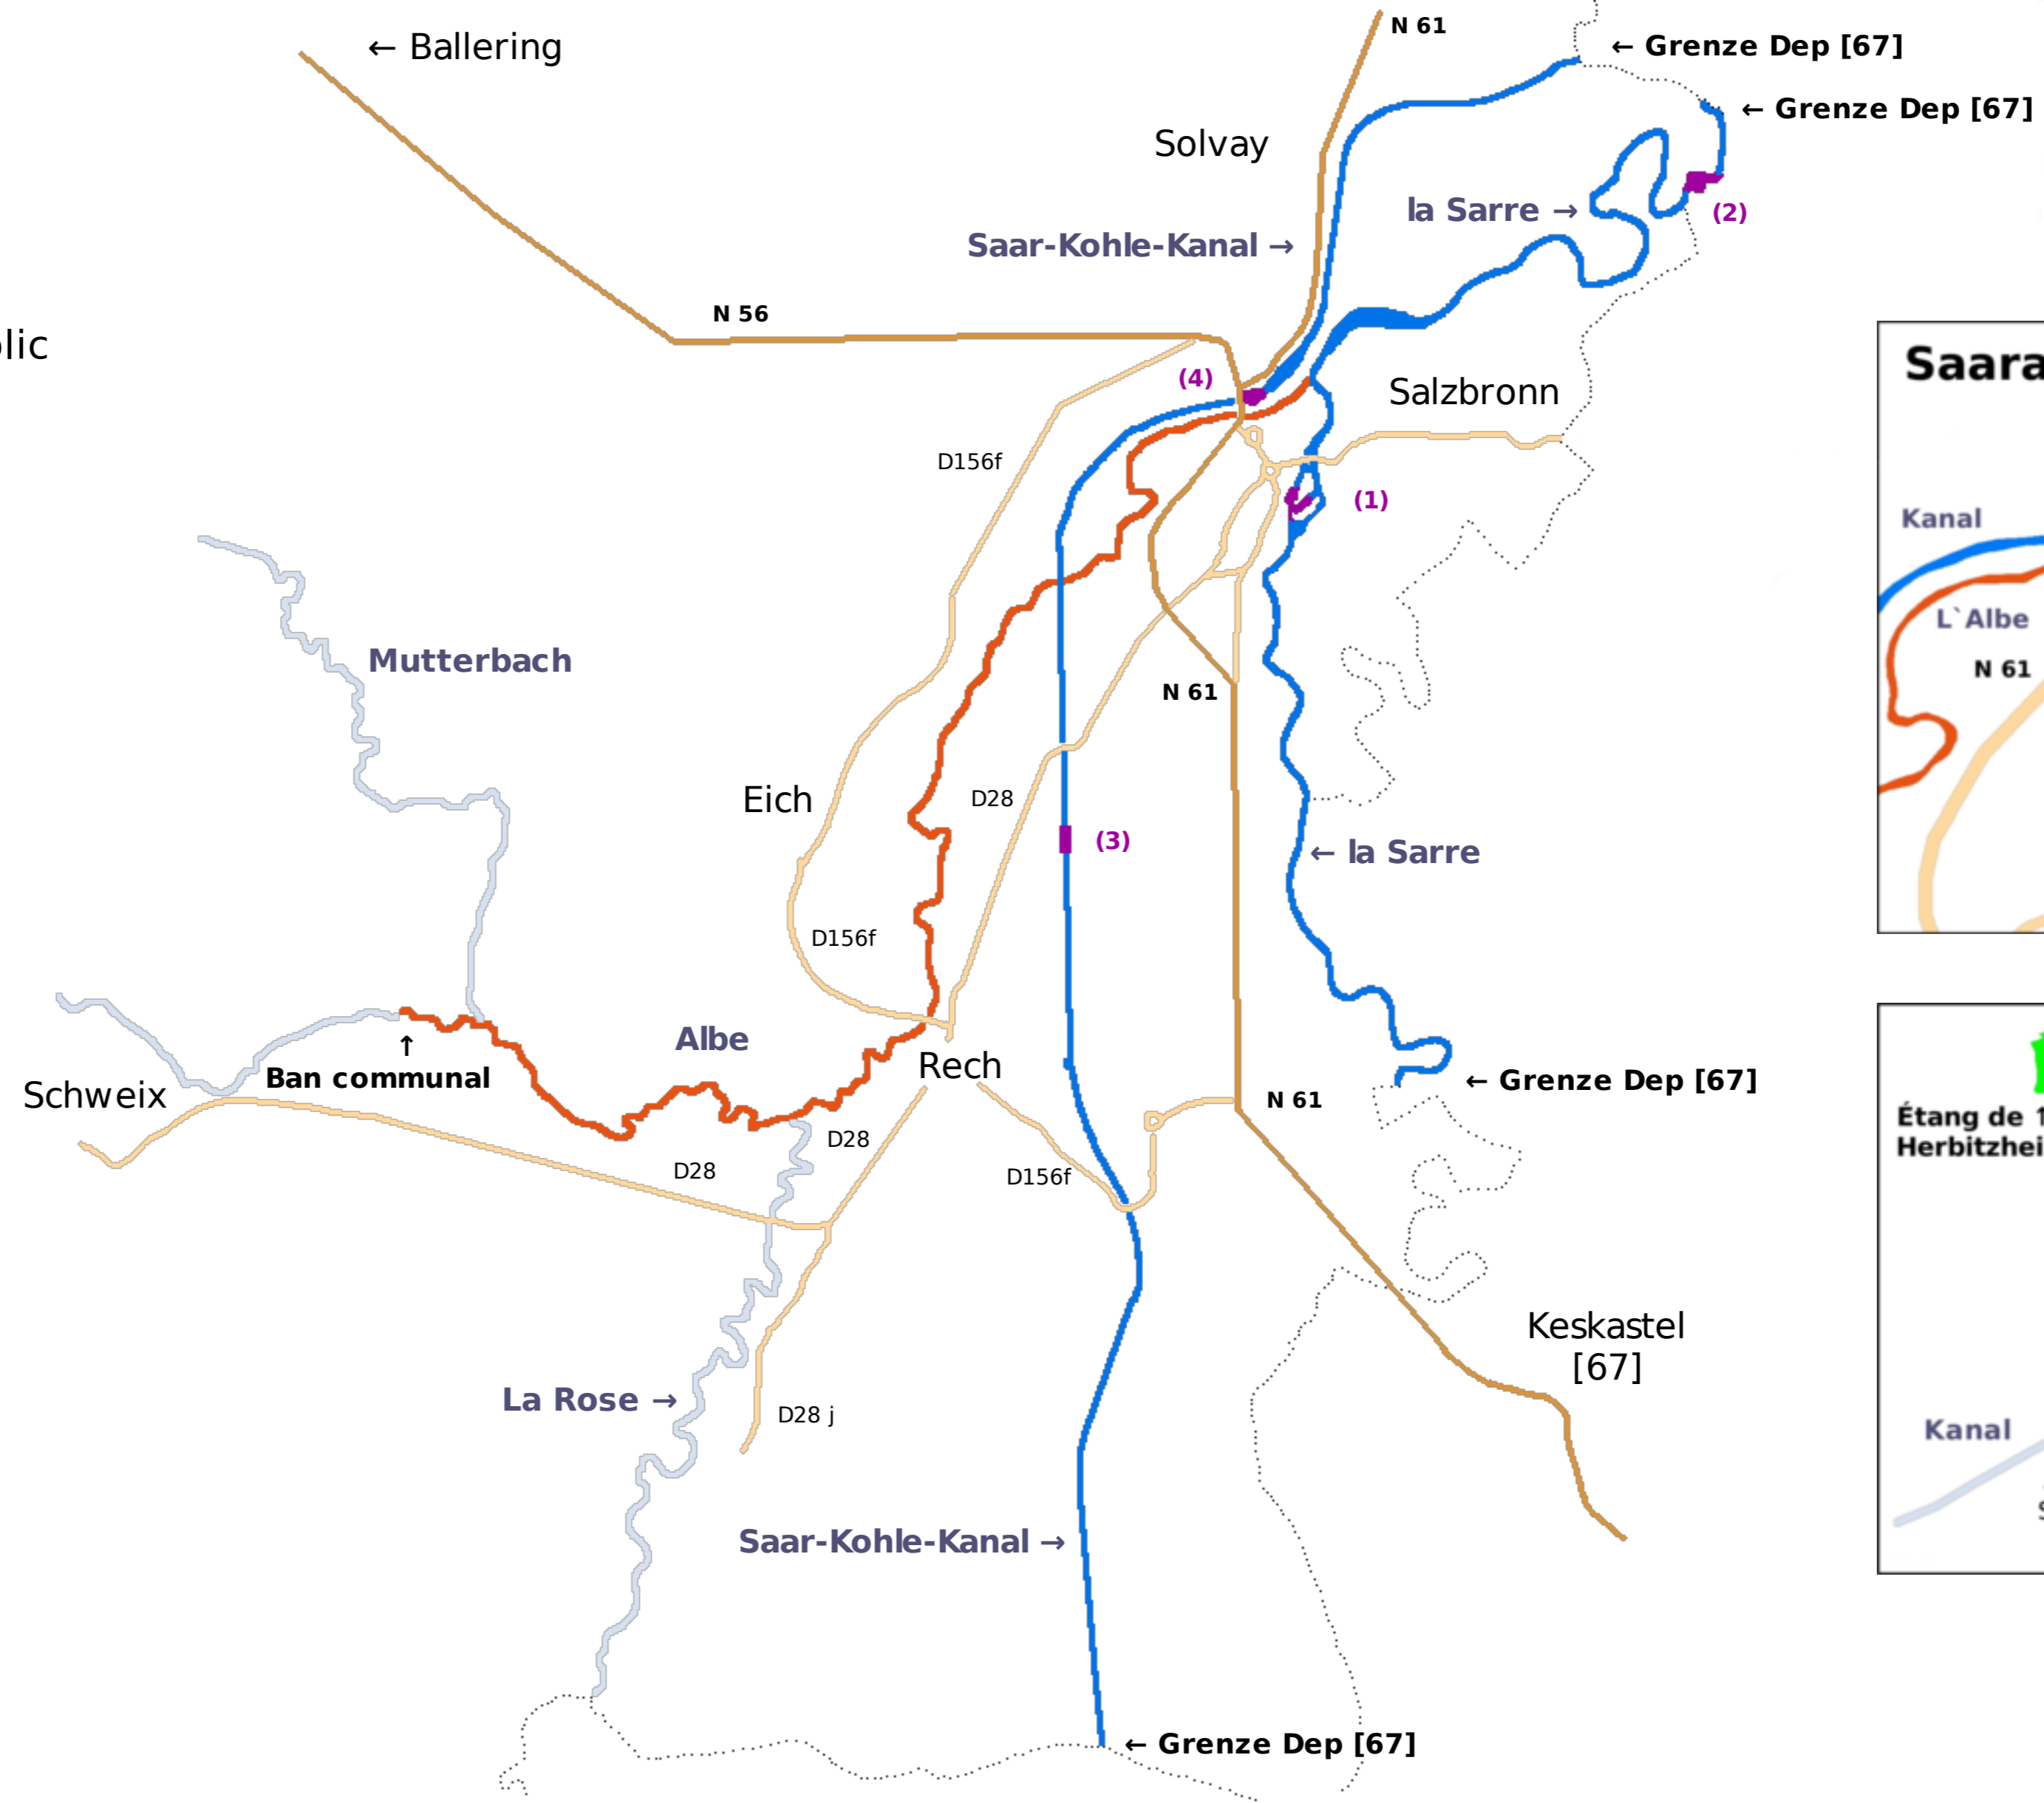 N 61
← Grenze Dep [67]
← Ballering
← Grenze Dep [67]
Solvay
la Sarre →
(2)
Saar-Kohle-Kanal →
N 56
(4)
Salzbronn
D156f
(1)
Kanal
L`Albe
Mutterbach
N 61
N 61
Eich
D28
(3)
← la Sarre
D156f
Albe
↑
Rech
Ban communal
Schweix
← Grenze Dep [67]
N 61
D28
D28
D156f
Étang de
Keskastel
[67]
La Rose →
D28 j
Kanal
Saar-Kohle-Kanal →
← Grenze Dep [67]